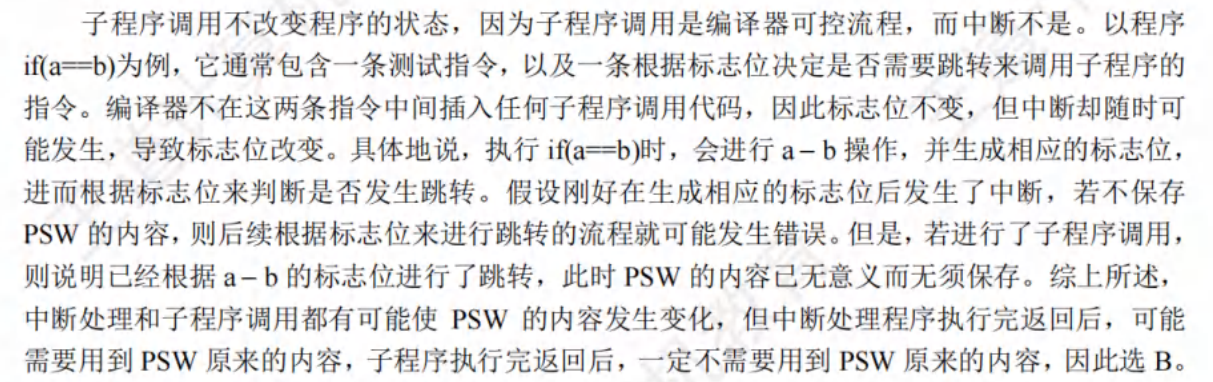 子程序调用不改变程序的状态，因为子程序调用是编译器可控流程，而中断不是。以程序
if(a==b)为例，它通常包含一条测试指令，以及一条根据标志位决定是否需要跳转来调用子程序的
指令。编译器不在这两条指令中间插入任何子程序调用代码，因此标志位不变，但中断却随时可
能发生，导致标志位改变。具体地说，执行 if(a==b)时，会进行 a – b 操作，并生成相应的标志位，
进而根据标志位来判断是否发生跳转。假设刚好在生成相应的标志位后发生了中断，若不保存
PSW 的内容，则后续根据标志位来进行跳转的流程就可能发生错误。但是，若进行了子程序调用，
则说明已经根据 a – b 的标志位进行了跳转，此时 PSW 的内容已无意义而无须保存。综上所述，
中断处理和子程序调用都有可能使 PSW 的内容发生变化，但中断处理程序执行完返回后，可能
需要用到 PSW 原来的内容，子程序执行完返回后，一定不需要用到 PSW 原来的内容，因此选 B。